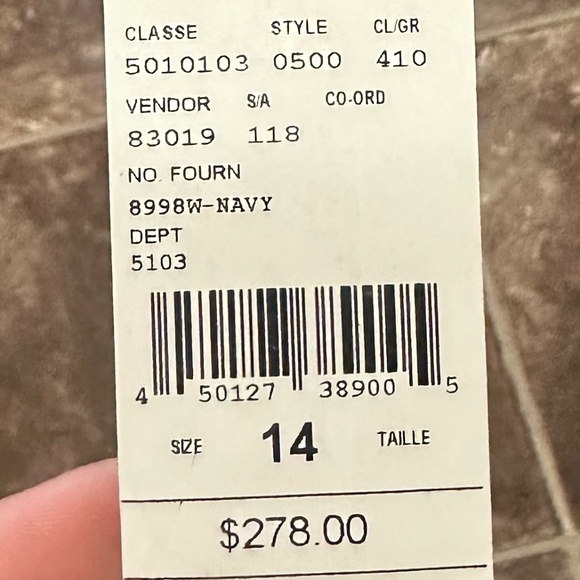 CLASSE STYLE CL/GR
5010103 0500 410
VENDOR S/A CO-ORD
83019 118
NO. FOURN
8998W-NAVY
DEPT
5103
4 50127 38900 5
SIZE 14 TAILLE
$278.00